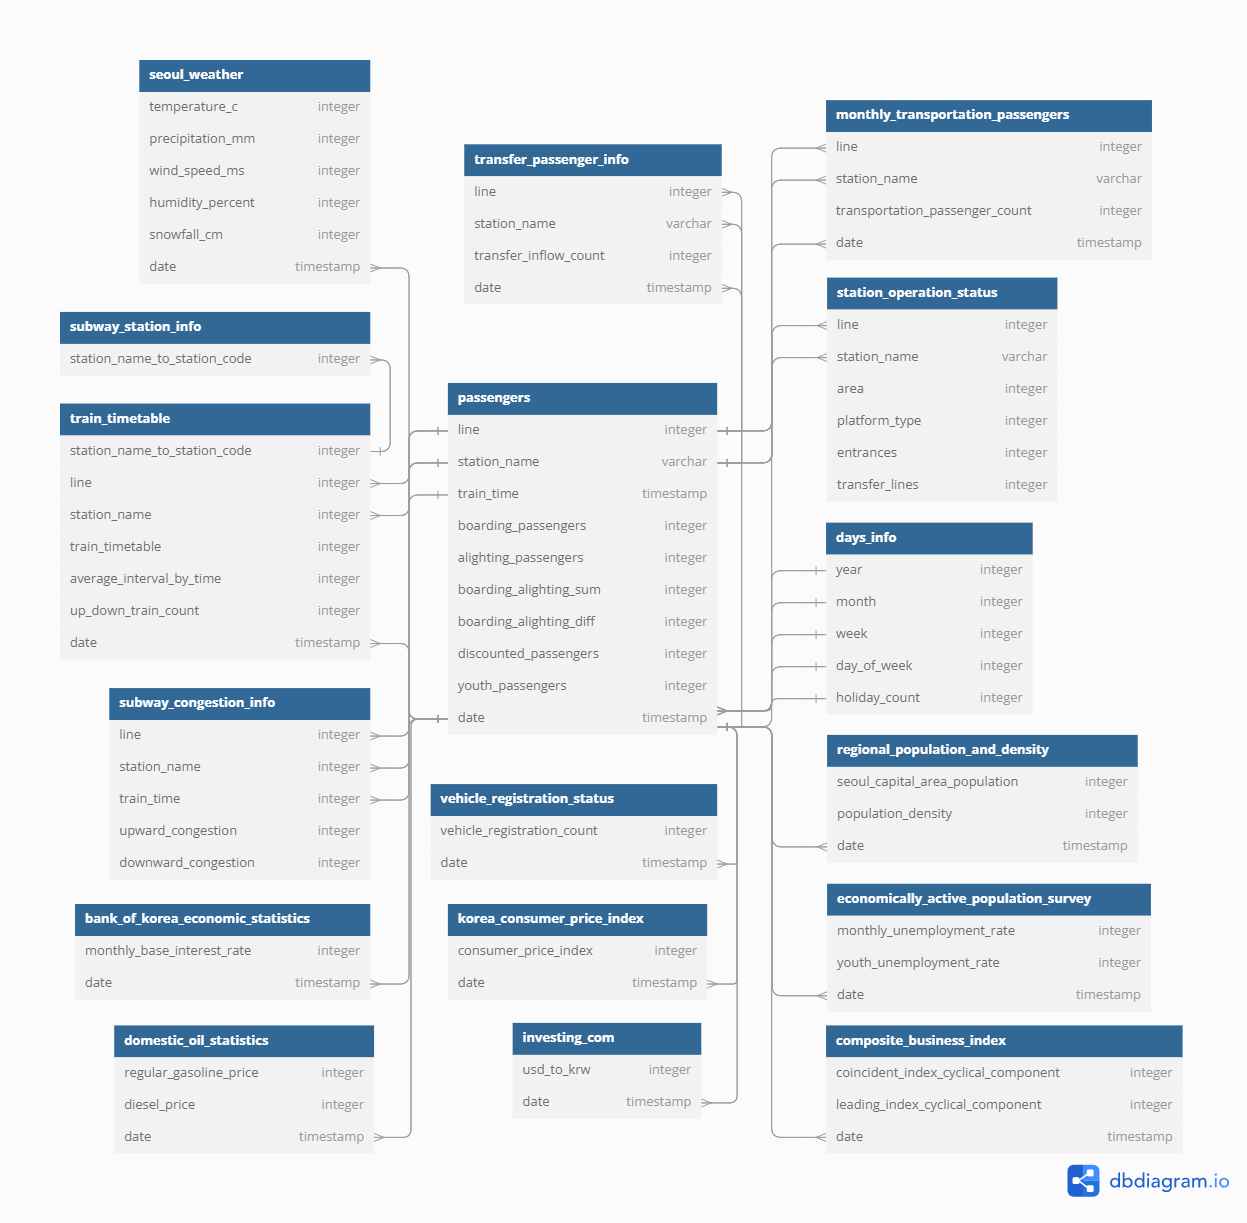 seoul_weather
temperature_c integer
precipitation_mm integer
wind_speed_ms integer
humidity_percent integer
snowfall_cm integer
date timestamp
subway_station_info
station_name_to_station_code integer
train_timetable
station_name_to_station_code integer
line integer
station_name integer
train_timetable integer
average_interval_by_time integer
up_down_train_count integer
date timestamp
subway_congestion_info
line integer
station_name integer
train_time integer
upward_congestion integer
downward_congestion integer
bank_of_korea_economic_statistics
monthly_base_interest_rate integer
date timestamp
domestic_oil_statistics
regular_gasoline_price integer
diesel_price integer
date timestamp
transfer_passenger_info
line integer
station_name varchar
transfer_inflow_count integer
date timestamp
passengers
line integer
station_name varchar
train_time timestamp
boarding_passengers integer
alighting_passengers integer
boarding_alighting_sum integer
boarding_alighting_diff integer
discounted_passengers integer
youth_passengers integer
date timestamp
vehicle_registration_status
vehicle_registration_count integer
date timestamp
korea_consumer_price_index
consumer_price_index integer
date timestamp
investing_com
usd_to_krw integer
date timestamp
monthly_transportation_passengers
line integer
station_name varchar
transportation_passenger_count integer
date timestamp
station_operation_status
line integer
station_name varchar
area integer
platform_type integer
entrances integer
transfer_lines integer
days_info
year integer
month integer
week integer
day_of_week integer
holiday_count integer
regional_population_and_density
seoul_capital_area_population integer
population_density integer
date timestamp
economically_active_population_survey
monthly_unemployment_rate integer
youth_unemployment_rate integer
date timestamp
composite_business_index
coincident_index_cyclical_component integer
leading_index_cyclical_component integer
date timestamp
dbdiagram.io